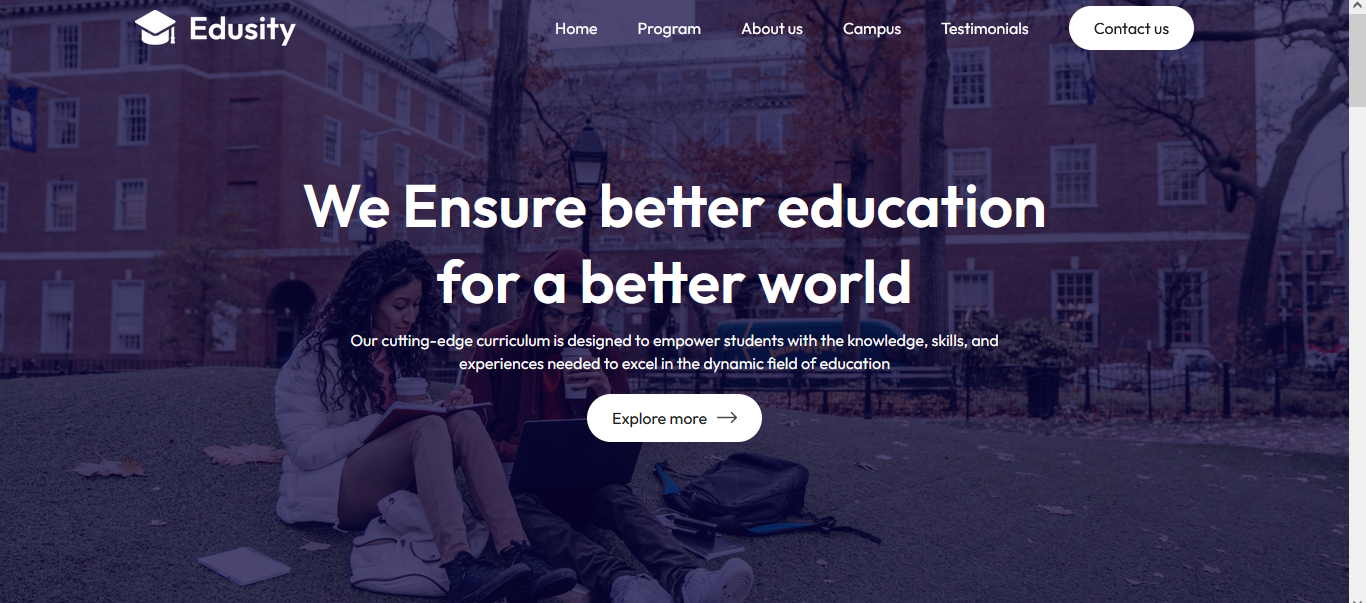 Edusity
Home Program About us Campus Testimonials Contact us
We Ensure better education
for a better world
Our cutting-edge curriculum is designed to empower students with the knowledge, skills, and
experiences needed to excel in the dynamic field of education
Explore more